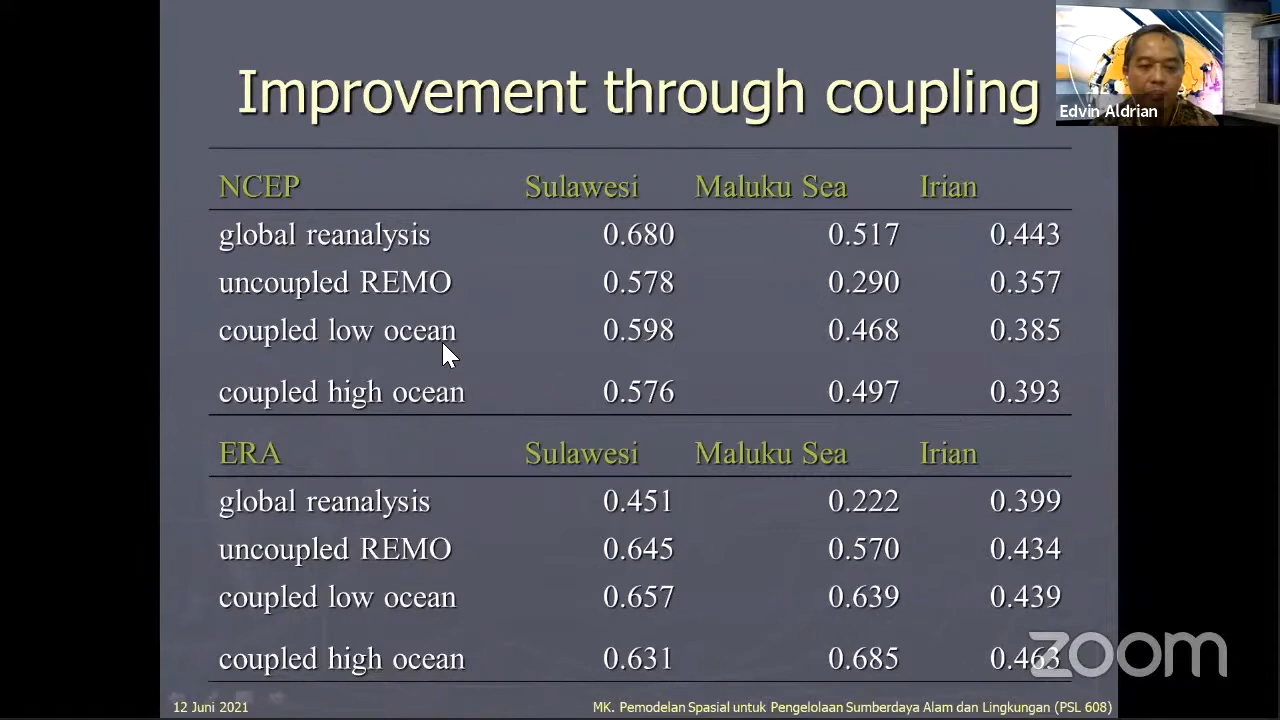 Improvement through coupling
Edvin Aldrian
NCEP Sulawesi Maluku Sea Irian
global reanalysis 0.680 0.517 0.443
uncoupled REMO 0.578 0.290 0.357
coupled low ocean 0.598 0.468 0.385
coupled high ocean 0.576 0.497 0.393
ERA Sulawesi Maluku Sea Irian
global reanalysis 0.451 0.222 0.399
uncoupled REMO 0.645 0.570 0.434
coupled low ocean 0.657 0.639 0.439
coupled high ocean 0.631 0.685 0.463
zoom
12 Juni 2021 MK. Pemodelan Spasial untuk Pengelolaan Sumberdaya Alam dan Lingkungan (PSL 608)